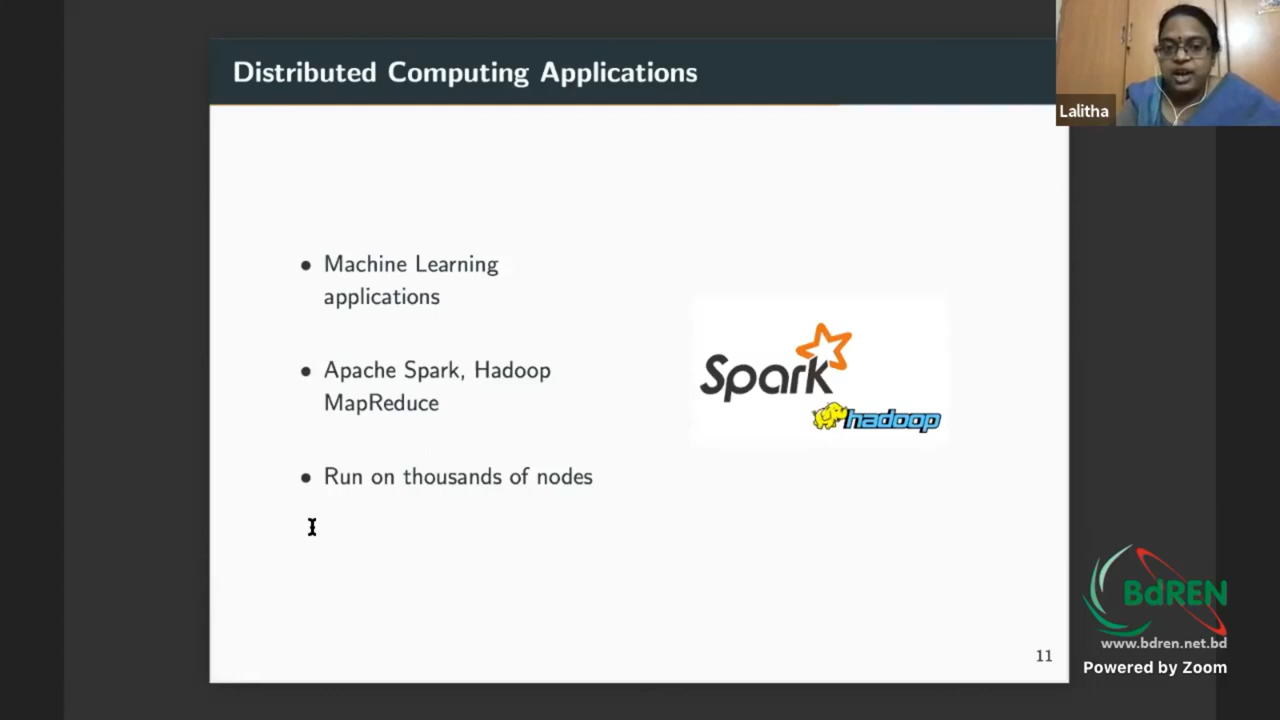 Distributed Computing Applications
Lalitha
• Machine Learning
applications
• Apache Spark, Hadoop
MapReduce
• Run on thousands of nodes
Spark
hadoop
11
BdREN
www.bdren.net.bd
Powered by Zoom